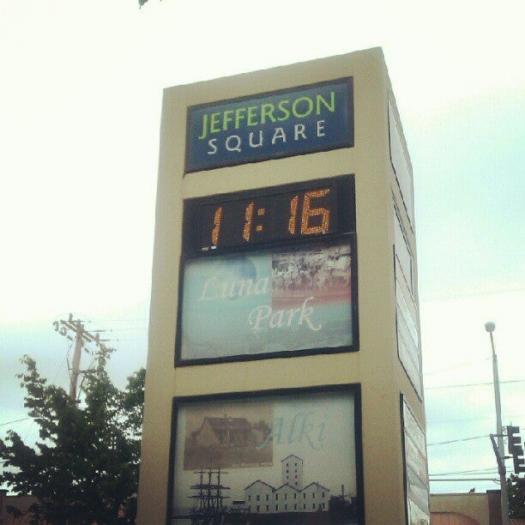 JEFFERSON
SQUARE
11:16
Luna
Park
Alki